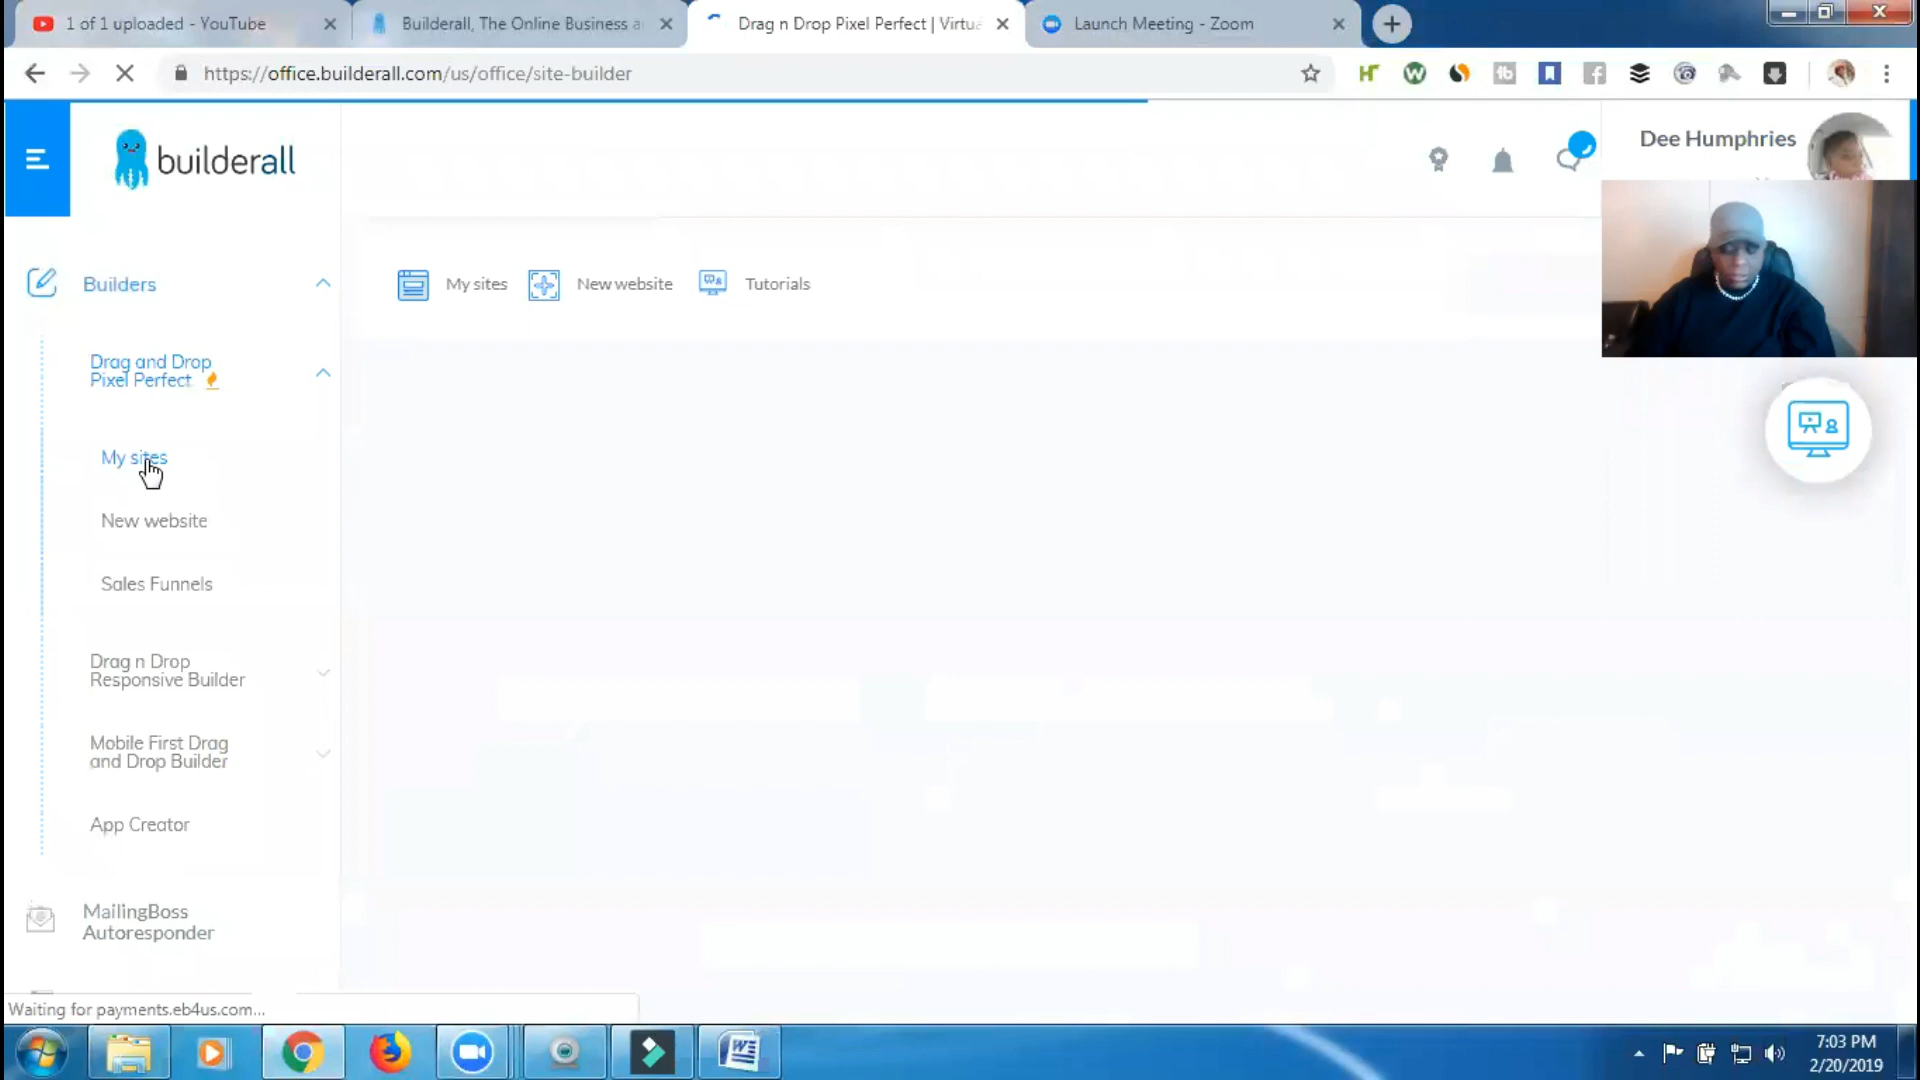 1 of 1 uploaded - YouTube
Builderall, The Online Business a
Drag n Drop Pixel Perfect | Virtua
Launch Meeting - Zoom
https://office.builderall.com/us/office/site-builder
builderall
Dee Humphries
Builders
My sites
New website
Tutorials
Drag and Drop
Pixel Perfect
My sites
New website
Sales Funnels
Drag n Drop
Responsive Builder
Mobile First Drag
and Drop Builder
App Creator
MailingBoss
Autoresponder
Waiting for payments.eb4us.com...
7:03 PM
2/20/2019